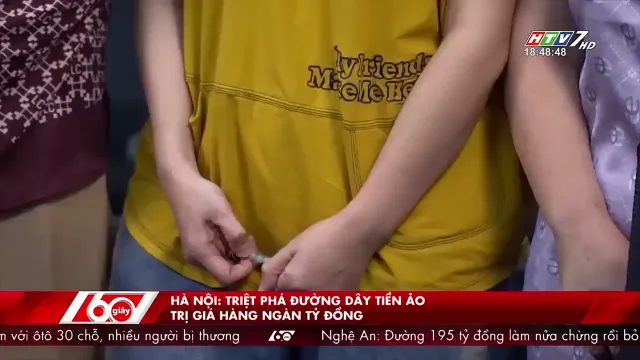 HTV7 HD
18:48:48
My friends
Me He
60 giây
HÀ NỘI: TRIỆT PHÁ ĐƯỜNG DÂY TIỀN ẢO
TRỊ GIÁ HÀNG NGÀN TỶ ĐỒNG
m với ôtô 30 chỗ, nhiều người bị thương
Nghệ An: Đường 195 tỷ đồng làm nửa chừng rồi bỏ